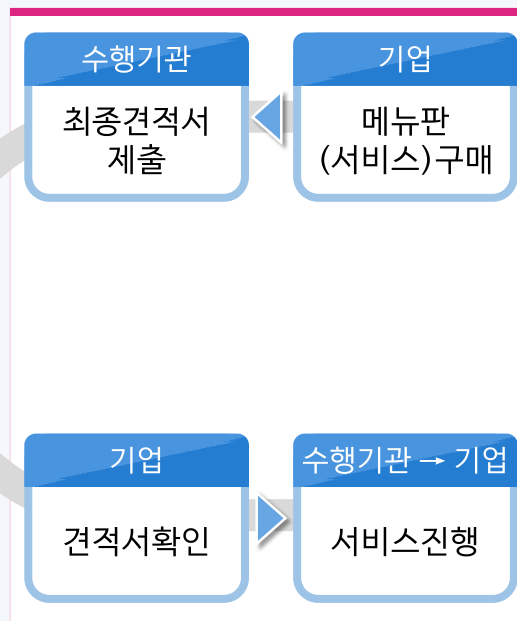 수행기관
최종견적서
제출
기업
메뉴판
(서비스)구매
기업
견적서확인
수행기관 → 기업
서비스진행